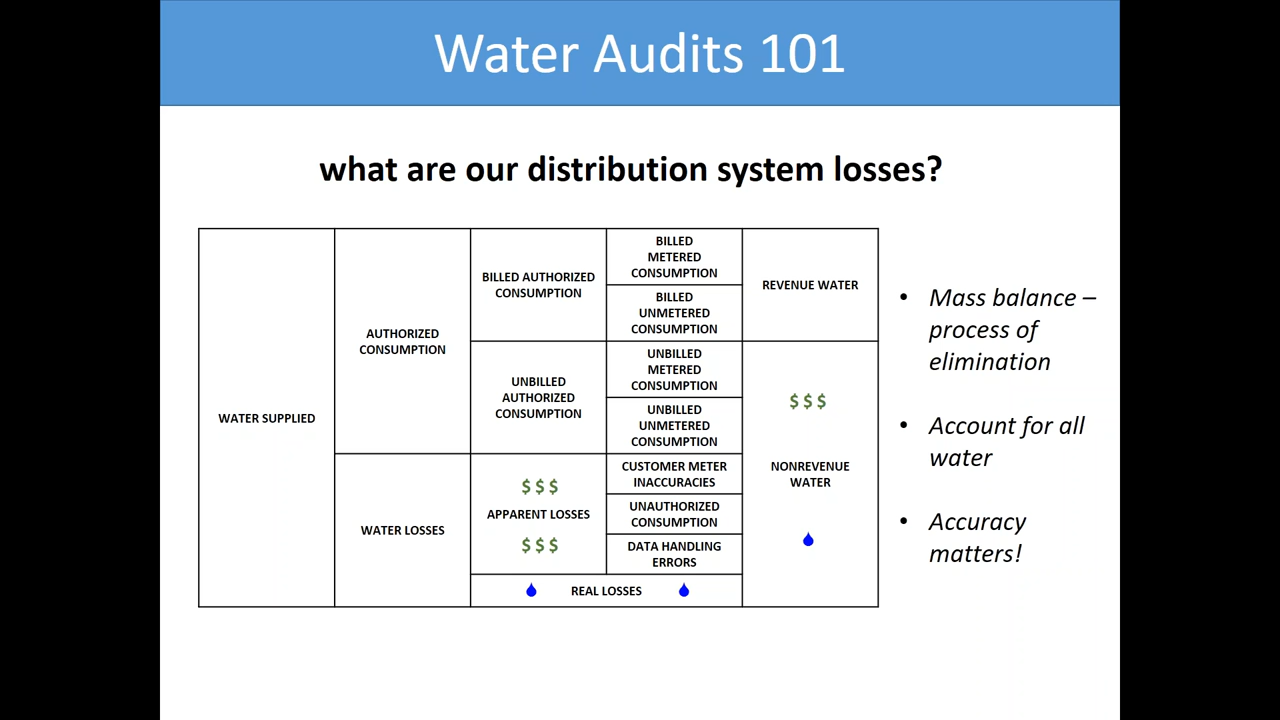 Water Audits 101
what are our distribution system losses?
WATER SUPPLIED
AUTHORIZED
CONSUMPTION
WATER LOSSES
BILLED AUTHORIZED
CONSUMPTION
UNBILLED
AUTHORIZED
CONSUMPTION
$ $ $
APPARENT LOSSES
$ $ $
BILLED
METERED
CONSUMPTION
BILLED
UNMETERED
CONSUMPTION
UNBILLED
METERED
CONSUMPTION
UNBILLED
UNMETERED
CONSUMPTION
CUSTOMER METER
INACCURACIES
UNAUTHORIZED
CONSUMPTION
DATA HANDLING
ERRORS
REAL LOSSES
REVENUE WATER
$ $ $
NONREVENUE
WATER
• Mass balance –
process of
elimination
• Account for all
water
• Accuracy
matters!